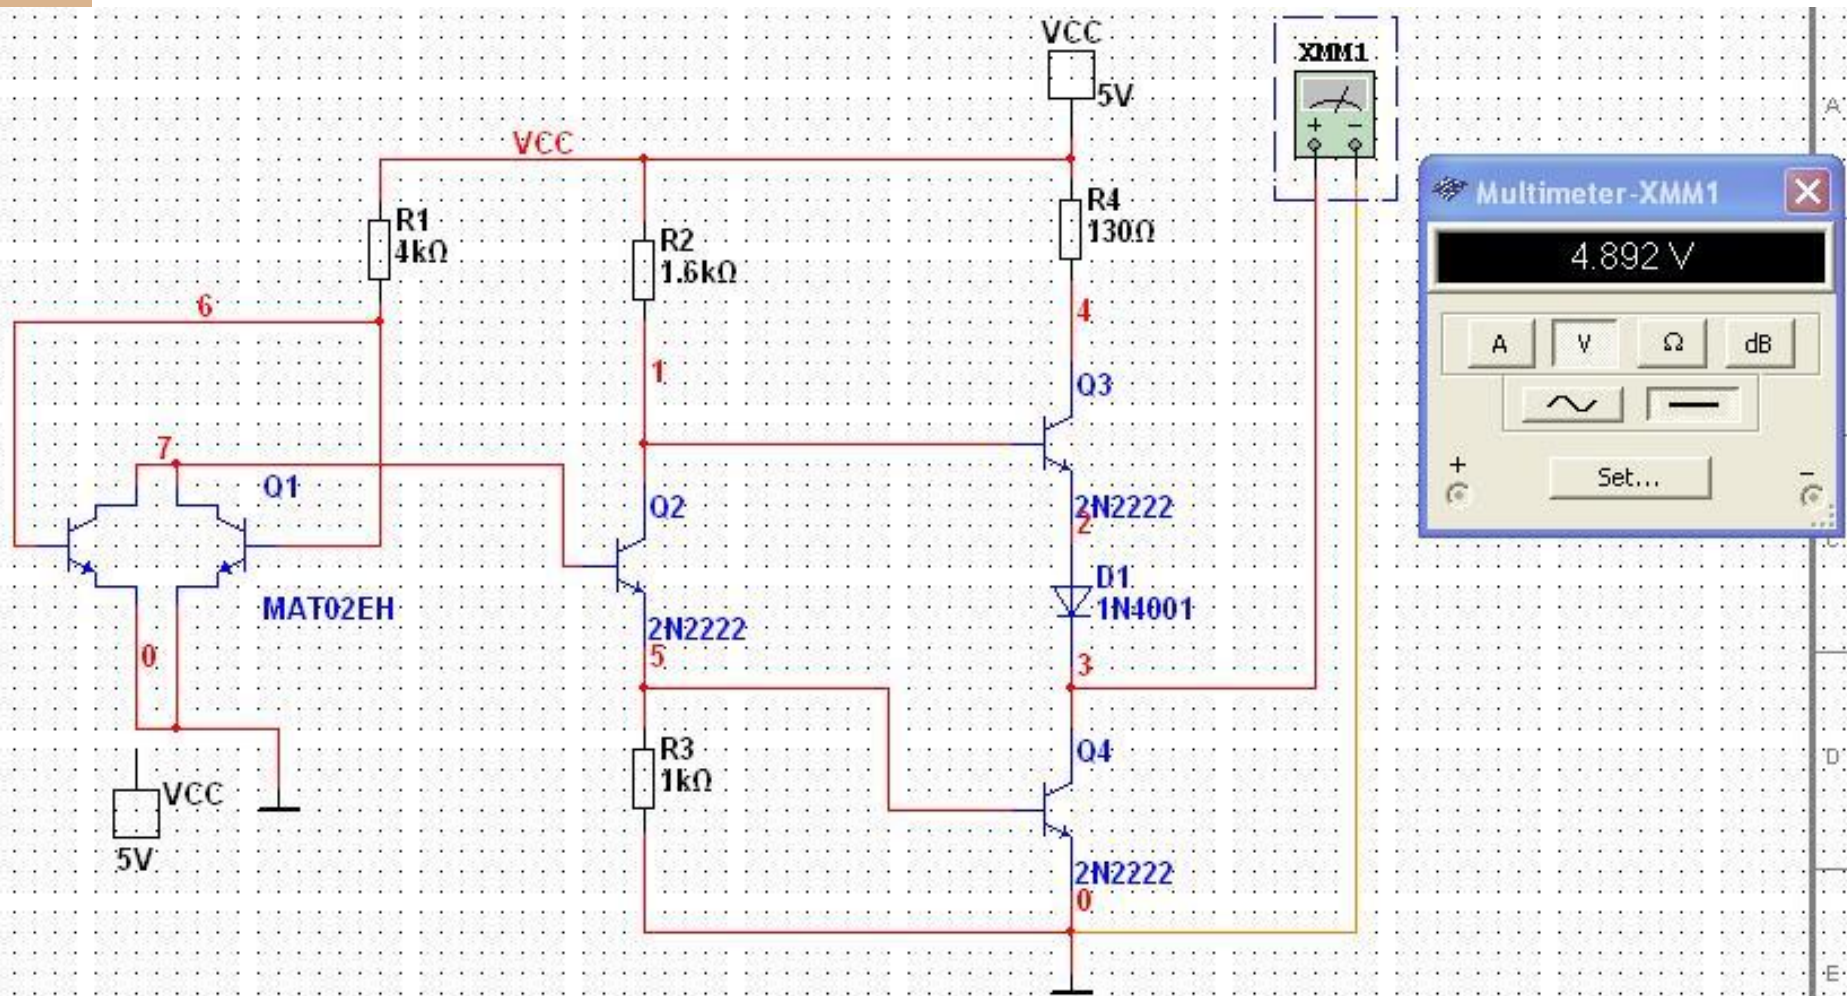 VCC
5V
XMM1
+ −
A
VCC
R1
4kΩ
R2
1.6kΩ
R4
130Ω
Multimeter-XMM1
4.892 V
6
4
A V Ω dB
1
Q3
7
Q1
Set...
+ −
Q2
2N2222
2
C
D1
1N4001
MAT02EH
2N2222
0
5
3
R3
1kΩ
Q4
D
VCC
5V
2N2222
0
E